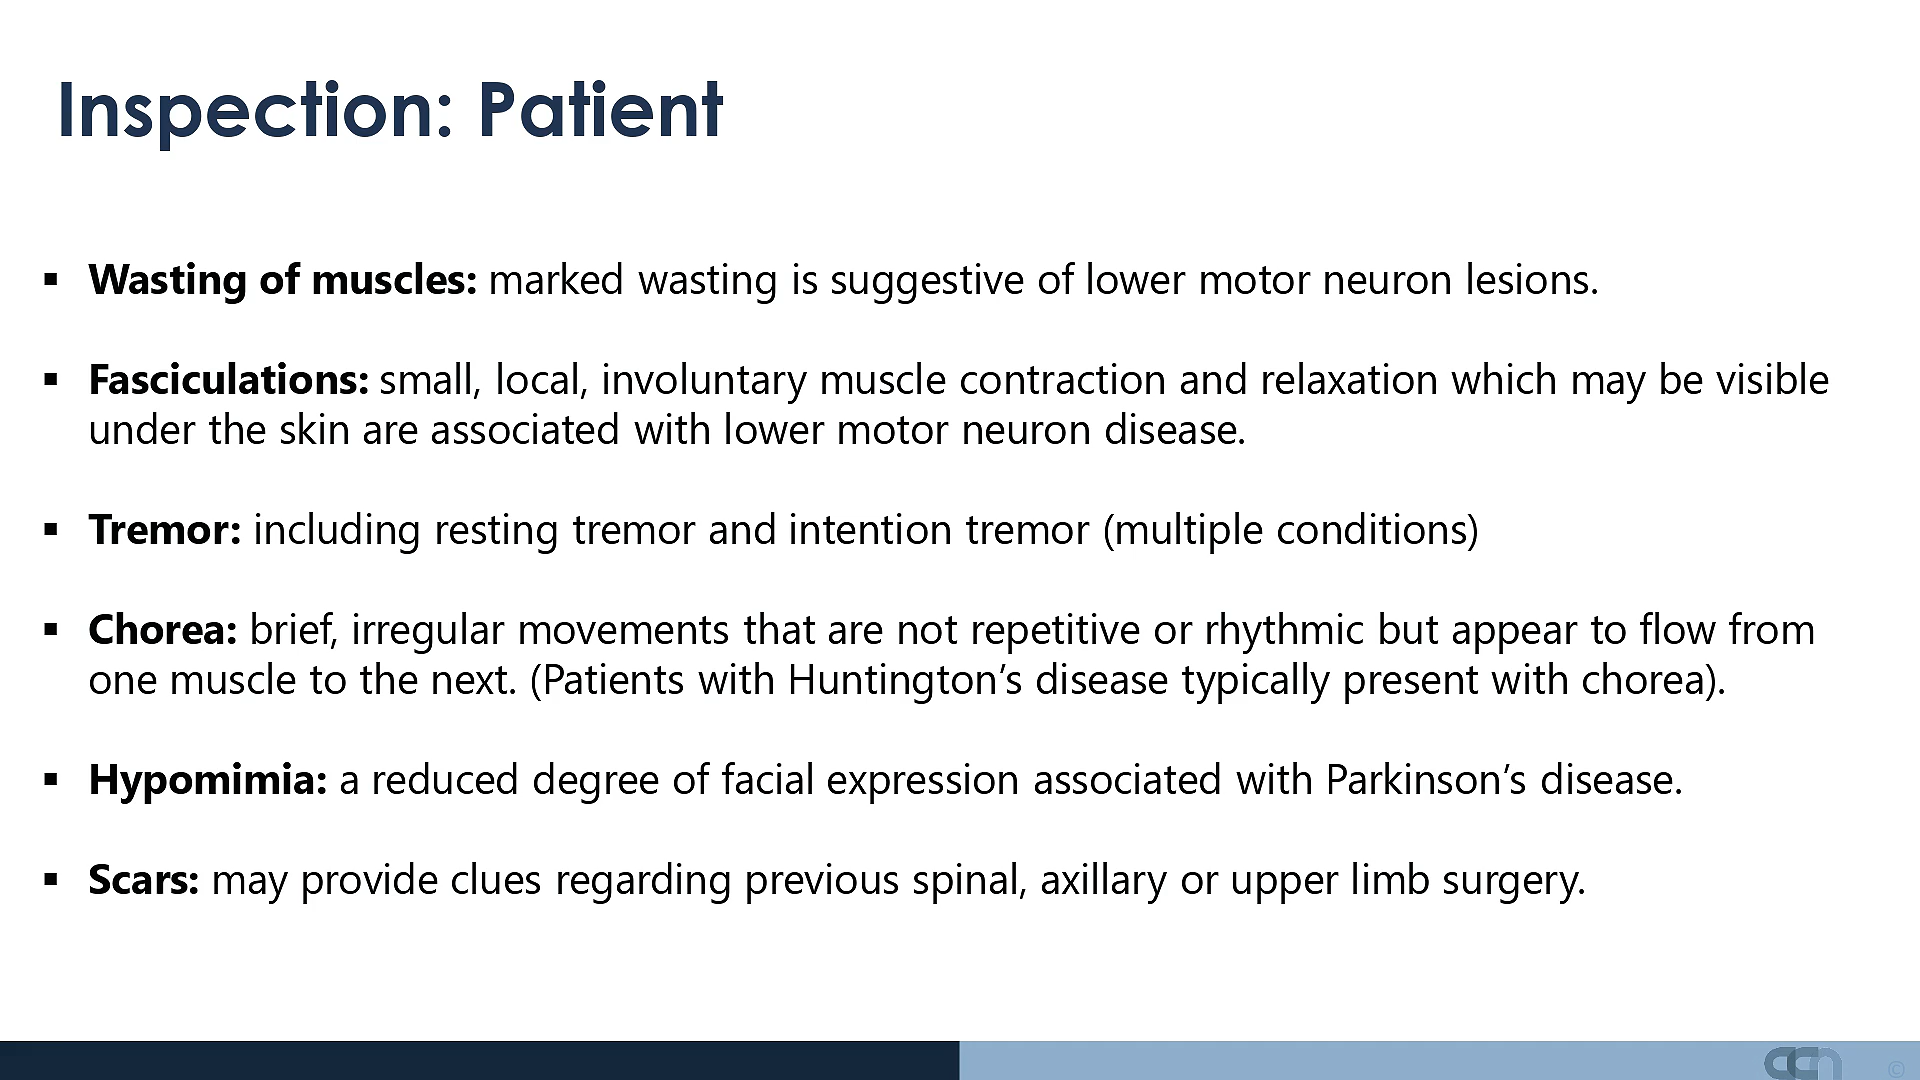 Inspection: Patient
▪ Wasting of muscles: marked wasting is suggestive of lower motor neuron lesions.
▪ Fasciculations: small, local, involuntary muscle contraction and relaxation which may be visible
under the skin are associated with lower motor neuron disease.
▪ Tremor: including resting tremor and intention tremor (multiple conditions)
▪ Chorea: brief, irregular movements that are not repetitive or rhythmic but appear to flow from
one muscle to the next. (Patients with Huntington’s disease typically present with chorea).
▪ Hypomimia: a reduced degree of facial expression associated with Parkinson’s disease.
▪ Scars: may provide clues regarding previous spinal, axillary or upper limb surgery.
©